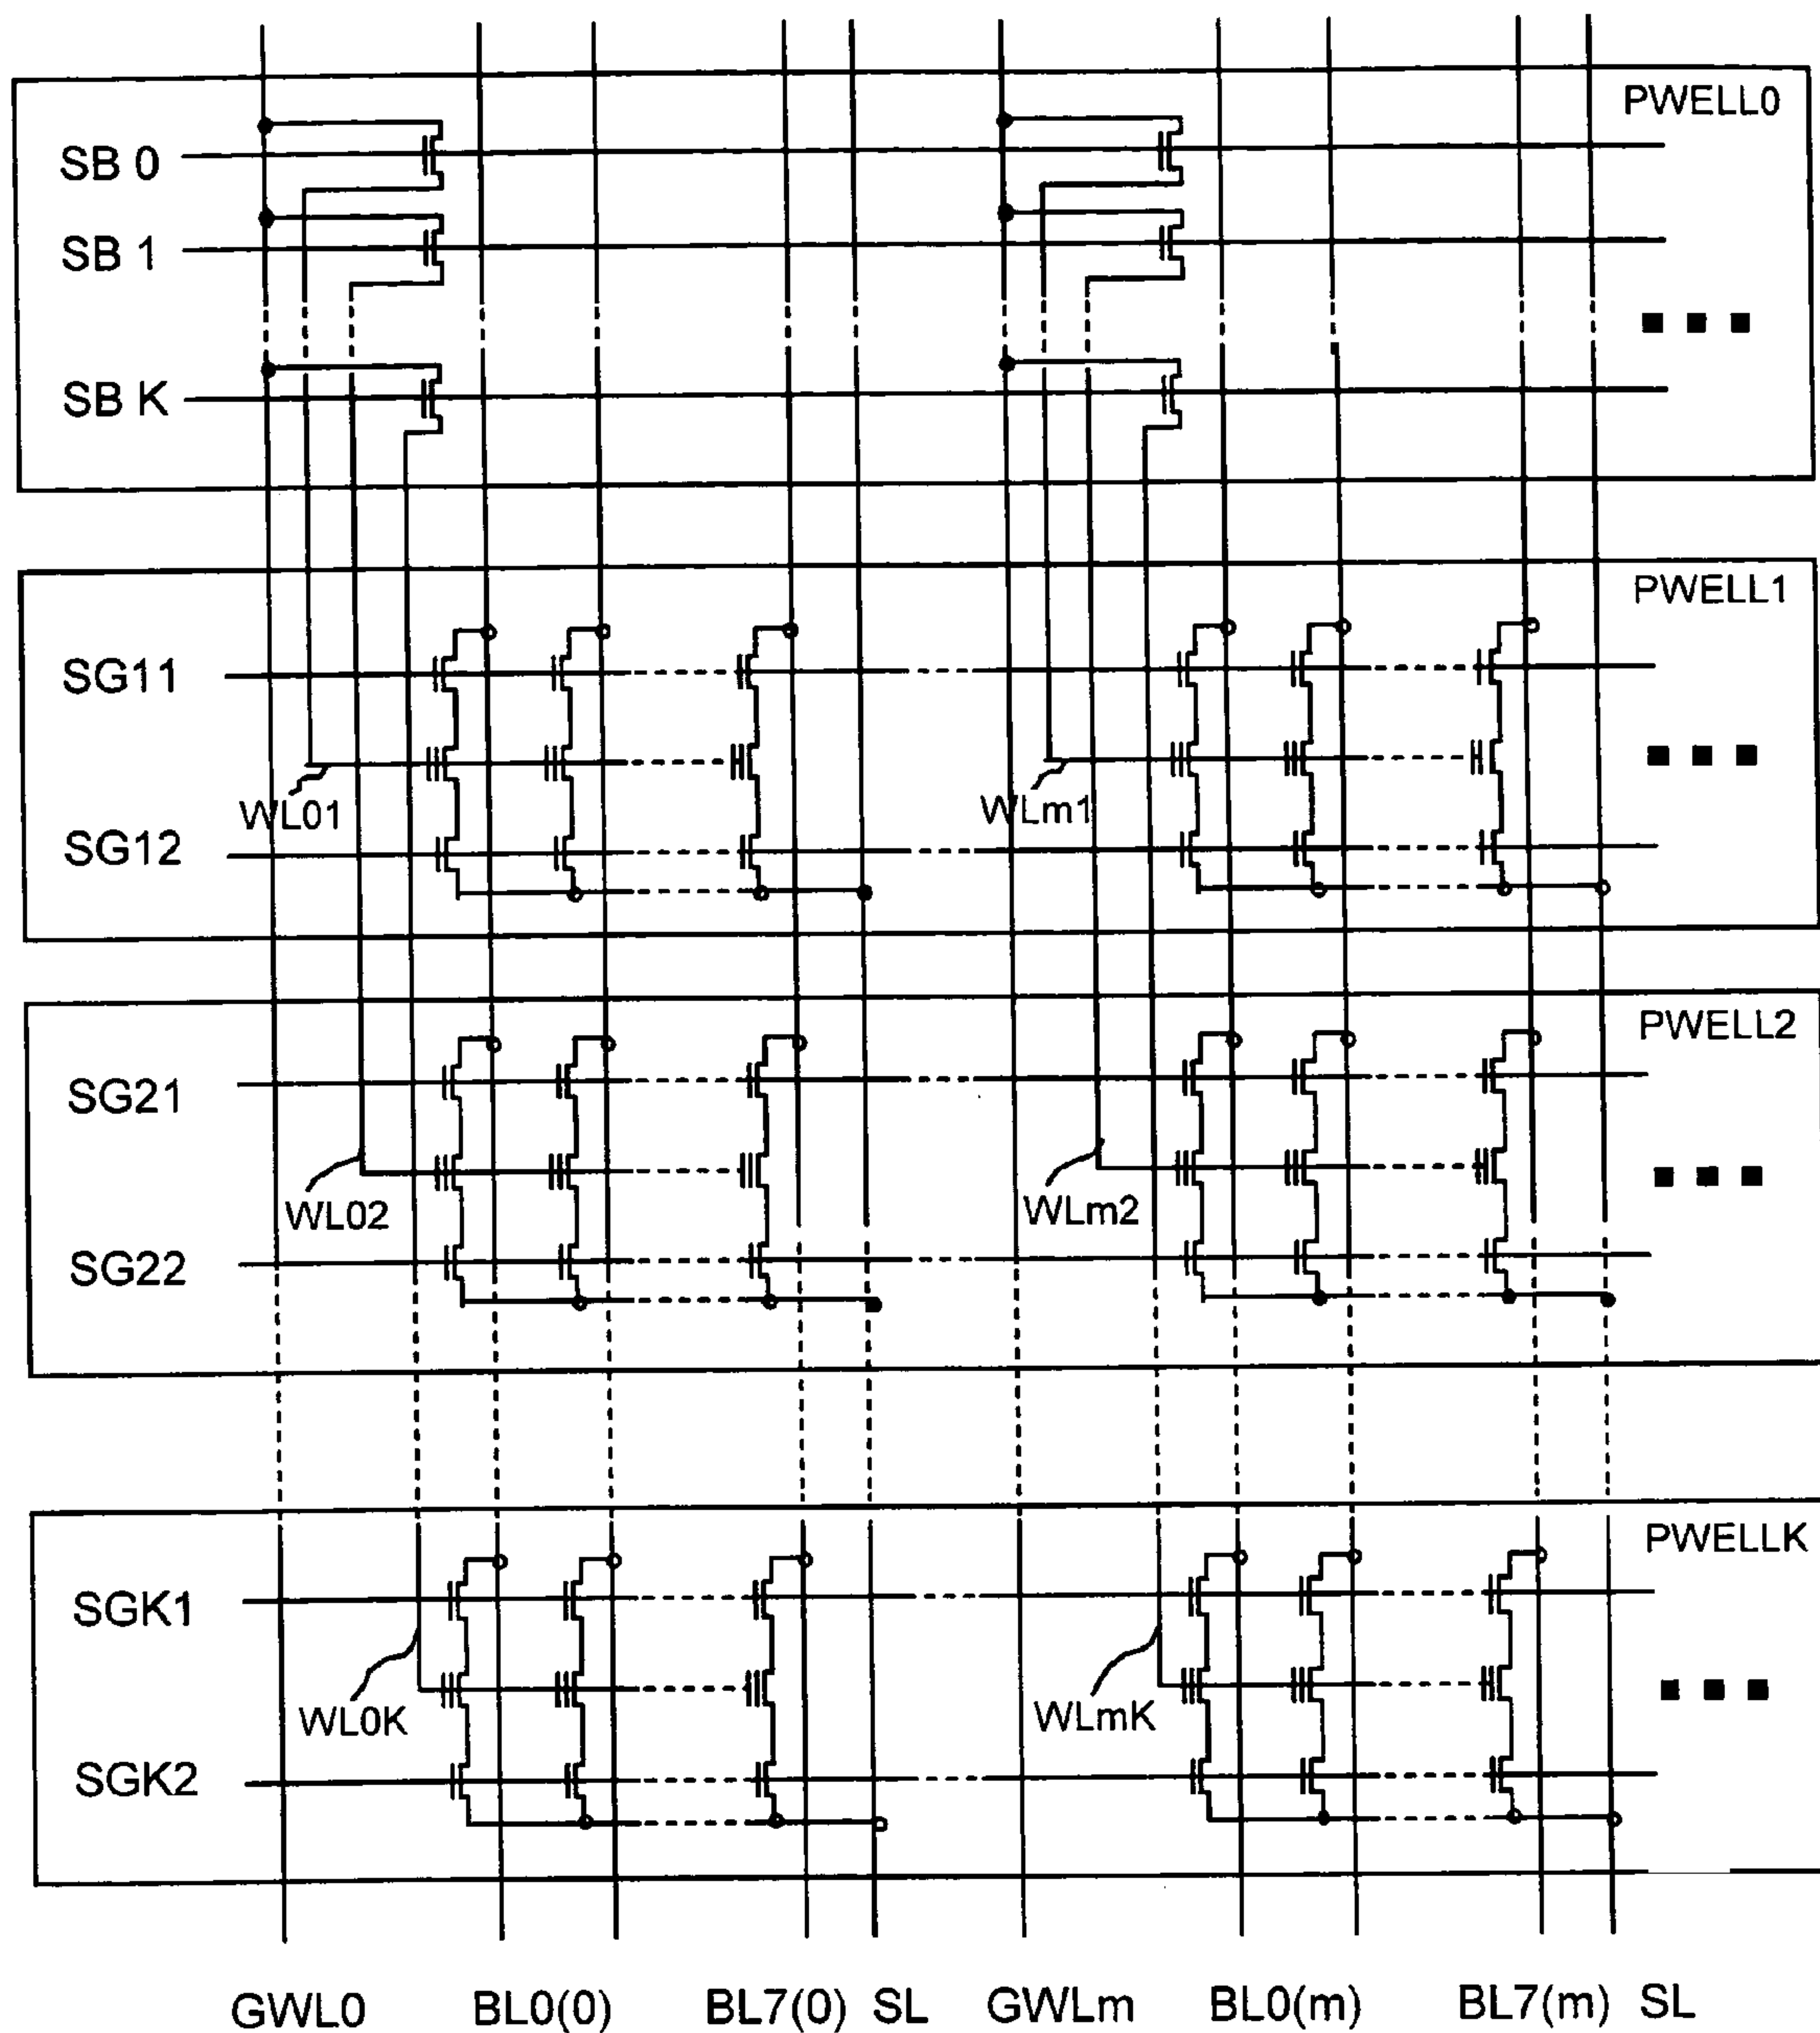 PWELL0
SB 0
SB 1
SB K
PWELL1
SG11
WL01
WLm1
SG12
PWELL2
SG21
WL02
WLm2
SG22
PWELLK
SGK1
WL0K
WLmK
SGK2
GWL0 BL0(0) BL7(0) SL GWLm BL0(m) BL7(m) SL